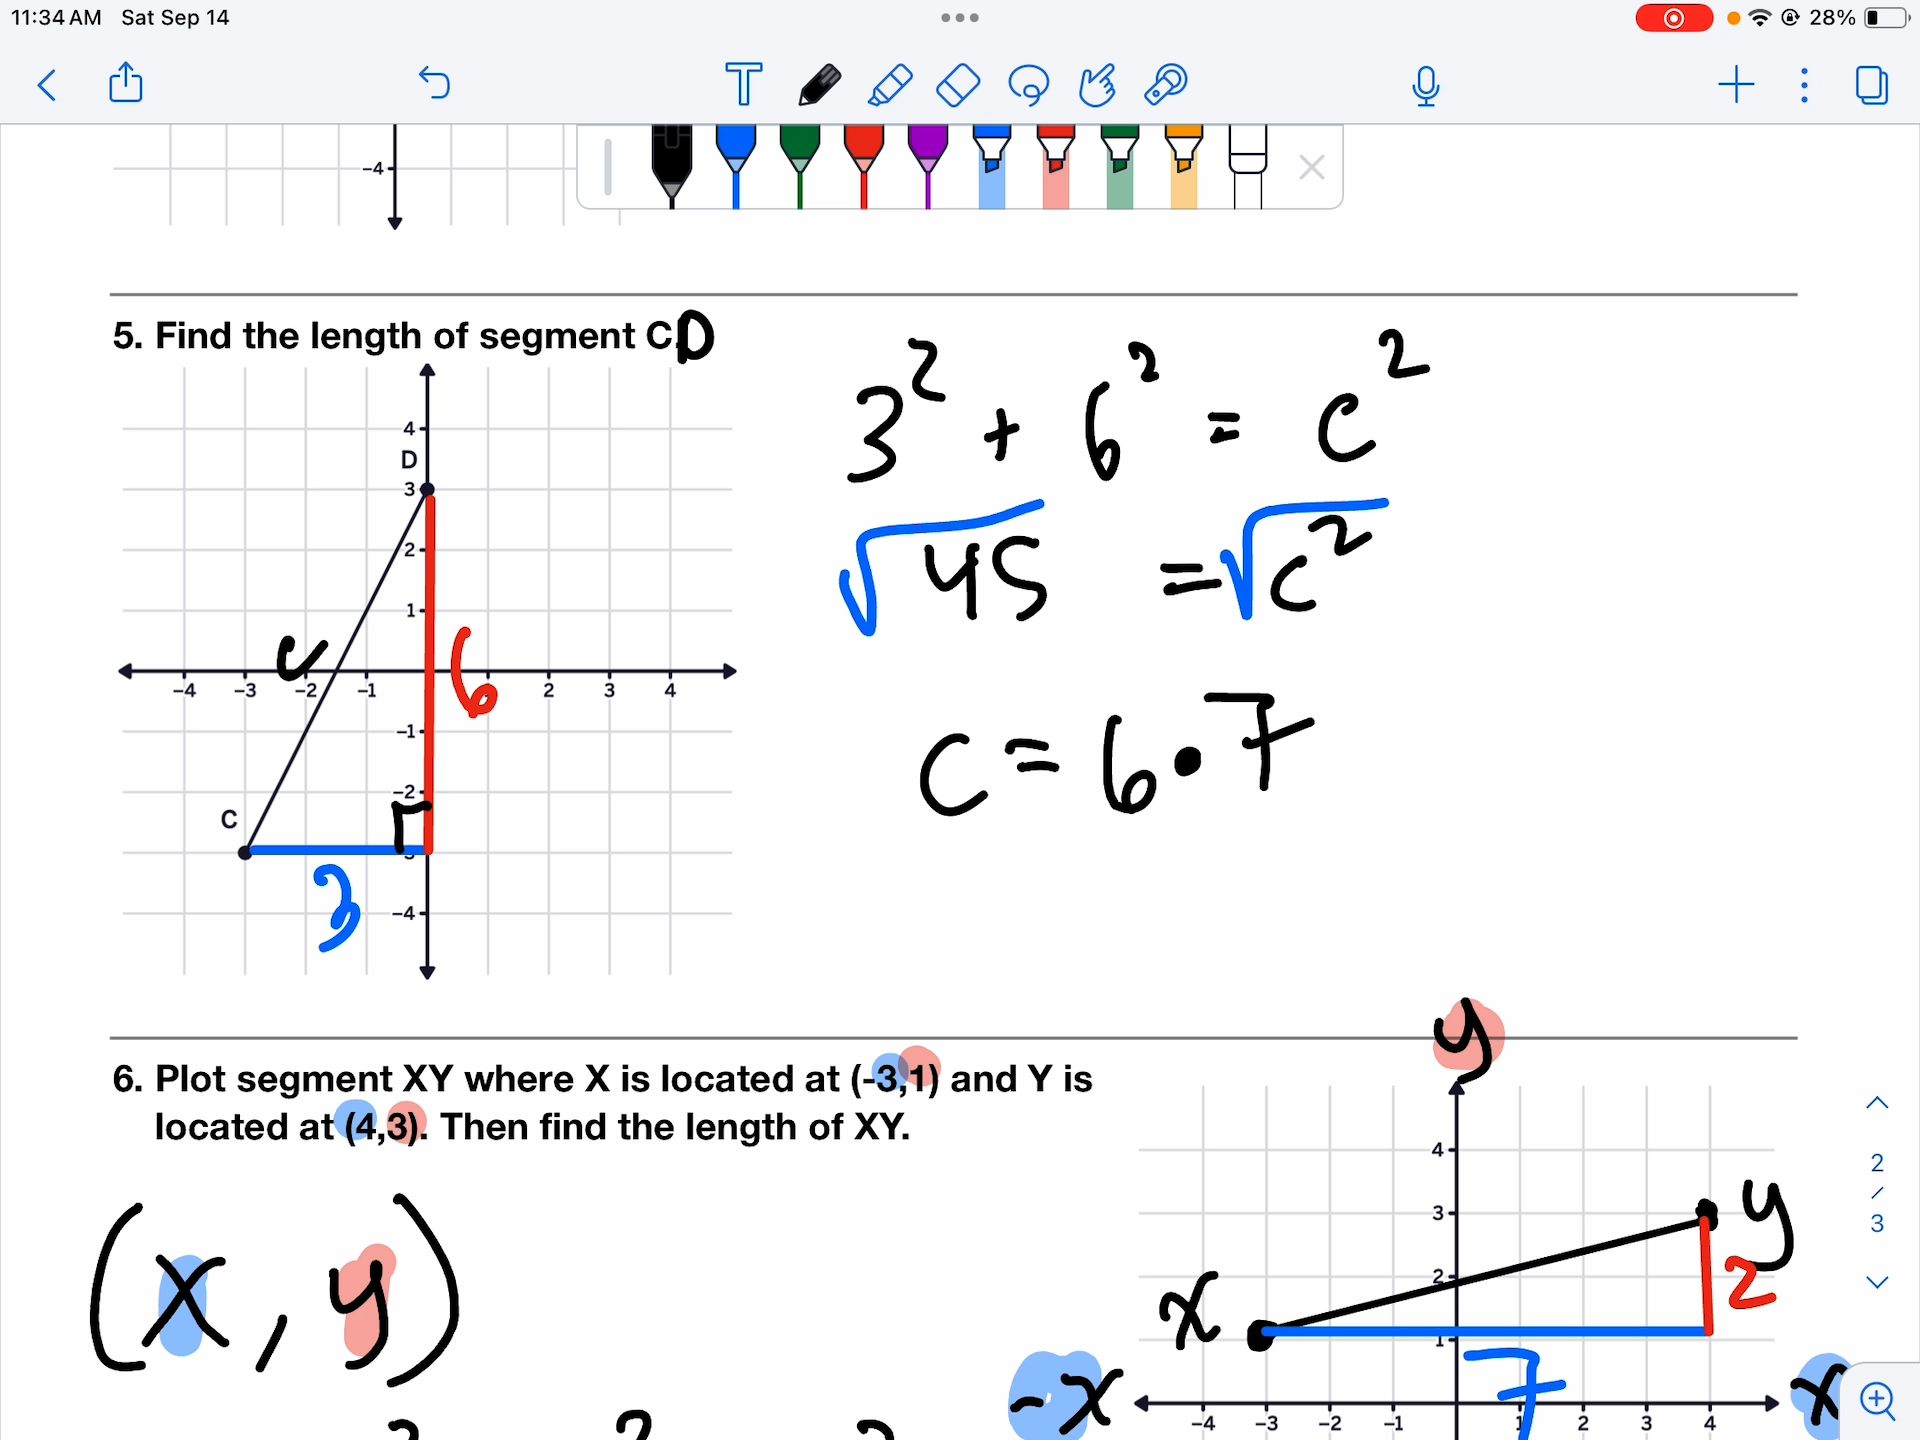 11:34 AM Sat Sep 14
28%
T
-4
5. Find the length of segment CD
4
D
3
2
1
-4 -3 -2 -1 2 3 4
-1
-2
C
-4
c
6
3
3² + 6² = c²
√45 = √c²
c = 6.7
6. Plot segment XY where X is located at (-3,1) and Y is
located at (4,3). Then find the length of XY.
(x, y)
y
4
3
2
1
-4 -3 -2 -1 1 2 3 4
x
y
2
7
-x
x
2
/
3